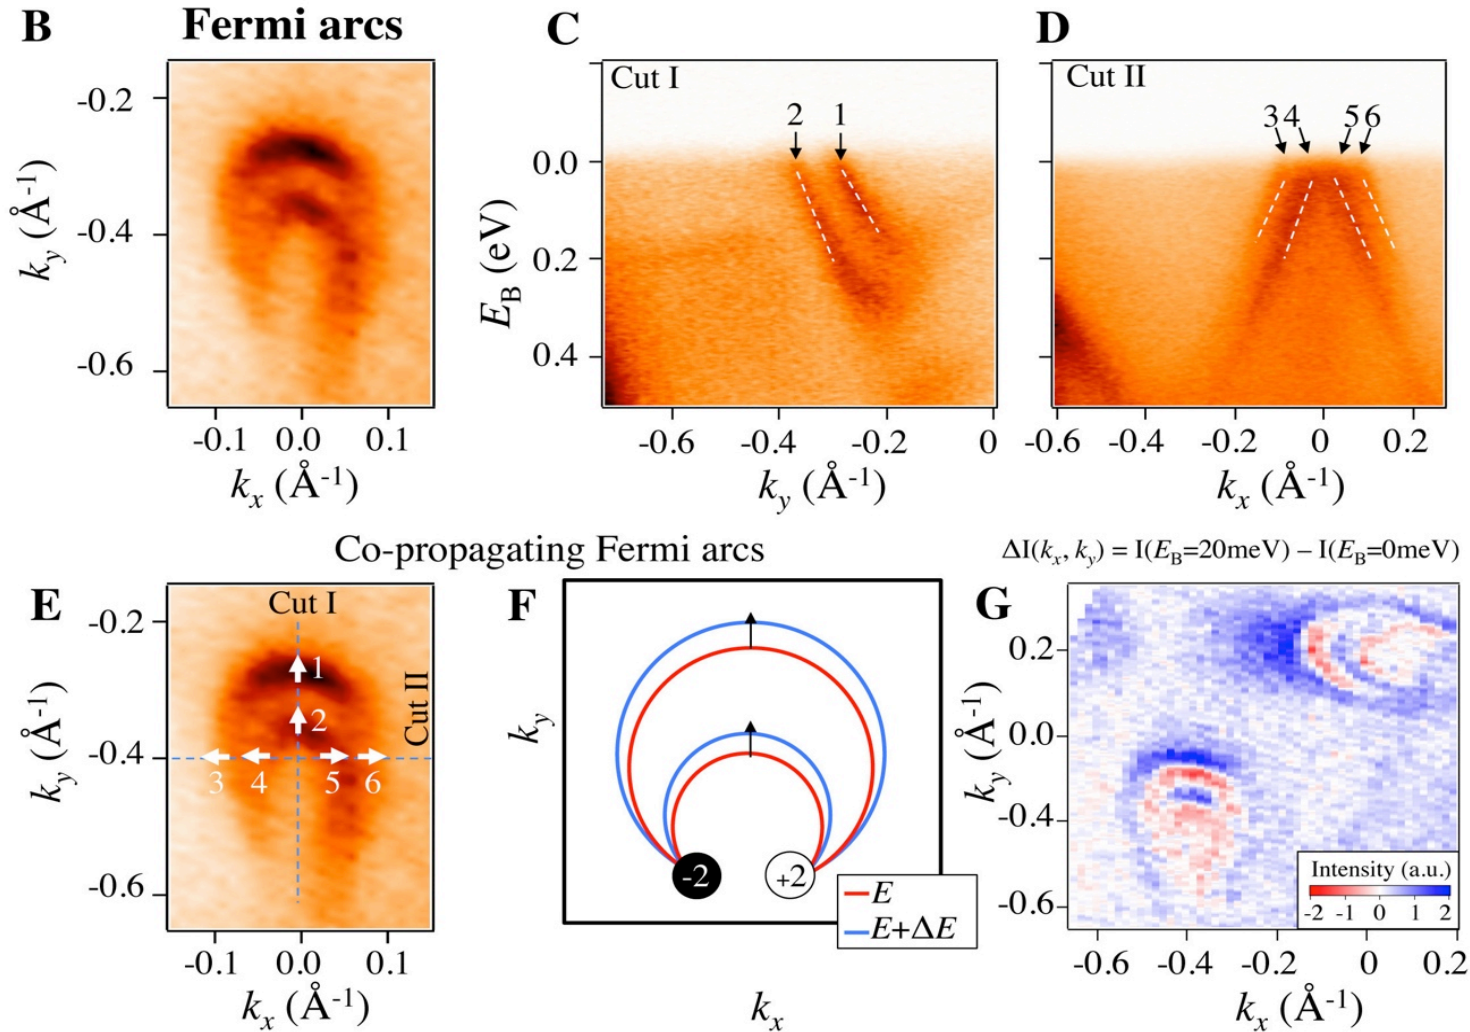 B
Fermi arcs
-0.2
-0.4
-0.6
-0.1 0.0 0.1
ky (Å-1)
kx (Å-1)
C
Cut I
2 1
0.0
0.2
0.4
EB (eV)
-0.6 -0.4 -0.2 0
ky (Å-1)
D
Cut II
3 4 5 6
-0.6 -0.4 -0.2 0 0.2
kx (Å-1)
Co-propagating Fermi arcs
E
Cut I
Cut II
1
2
3 4 5 6
-0.2
-0.4
-0.6
-0.1 0.0 0.1
ky (Å-1)
kx (Å-1)
F
ky
-2 +2
E
E+ΔE
kx
ΔI(kx, ky) = I(EB=20meV) – I(EB=0meV)
G
0.2
0.0
-0.4
-0.6
ky (Å-1)
Intensity (a.u.)
-2 -1 0 1 2
-0.6 -0.4 -0.2 0 0.2
kx (Å-1)